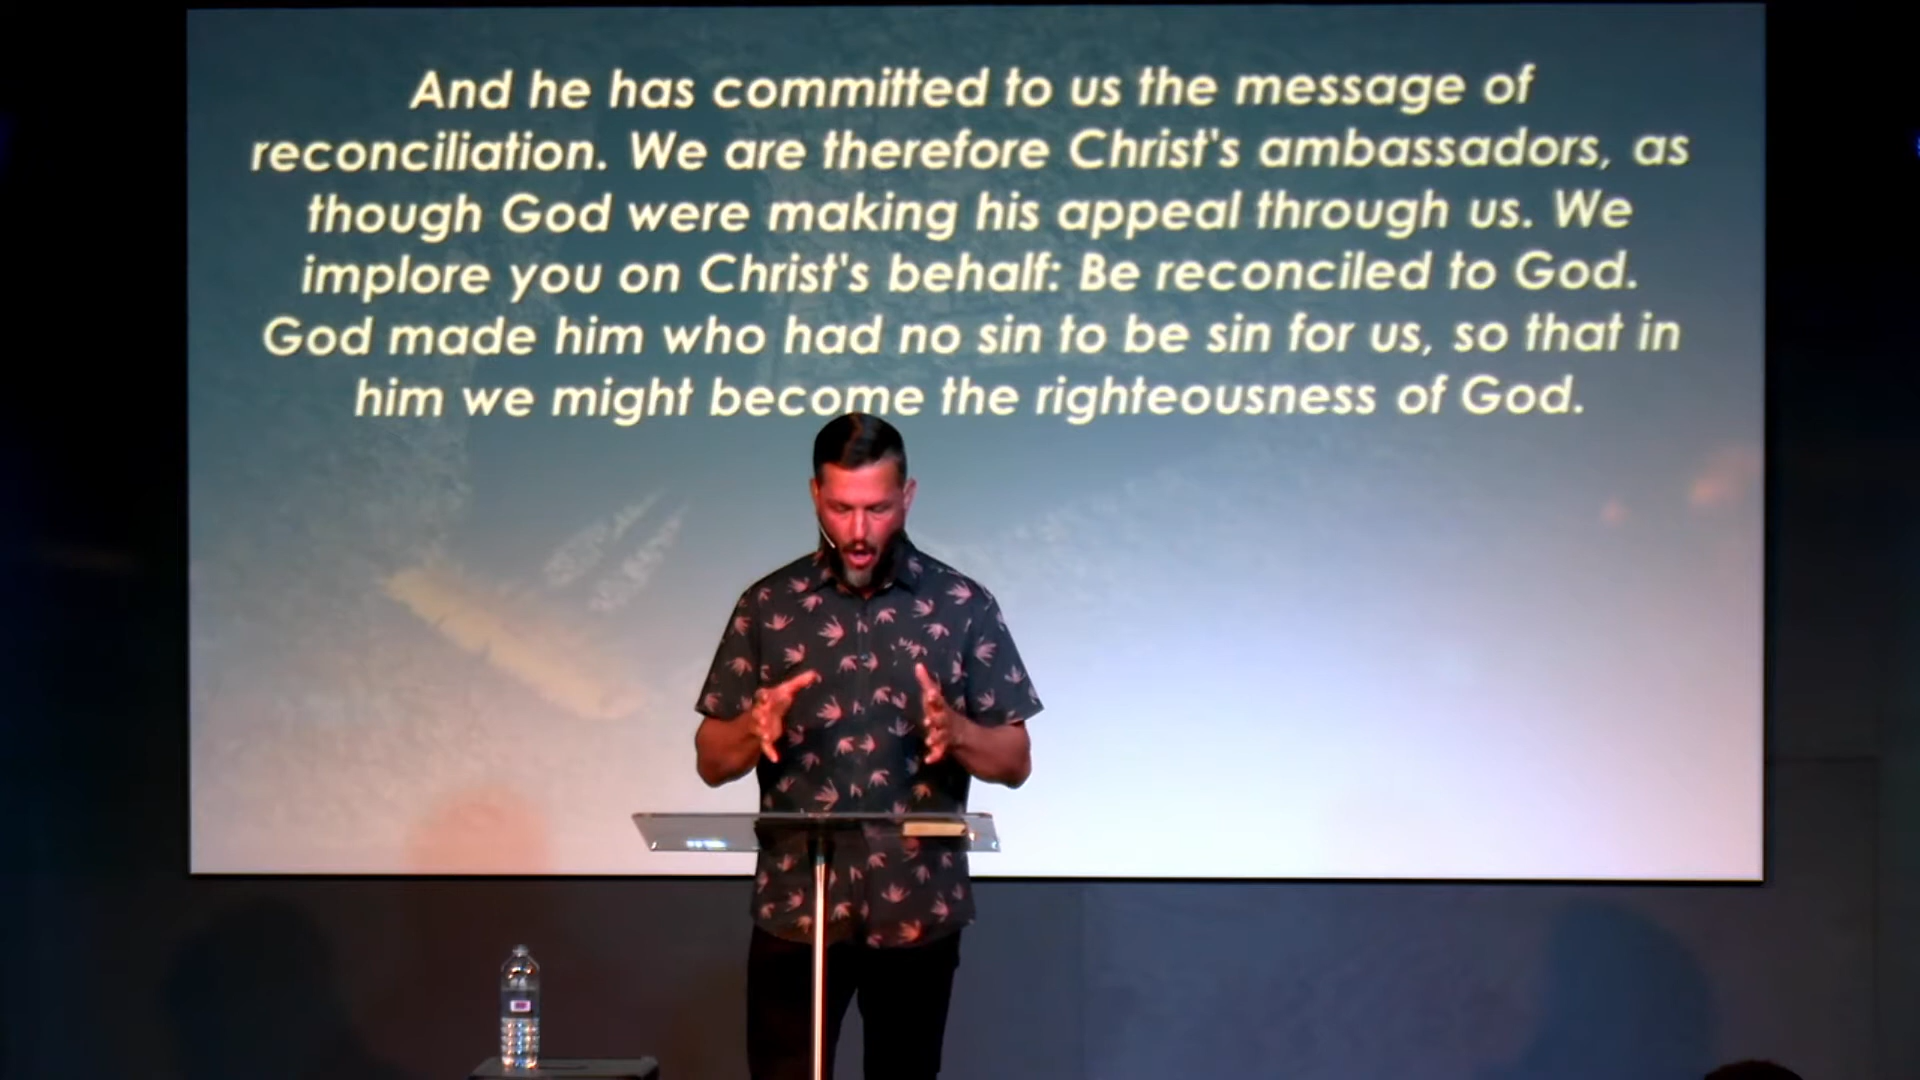 And he has committed to us the message of
reconciliation. We are therefore Christ's ambassadors, as
though God were making his appeal through us. We
implore you on Christ's behalf: Be reconciled to God.
God made him who had no sin to be sin for us, so that in
him we might become the righteousness of God.